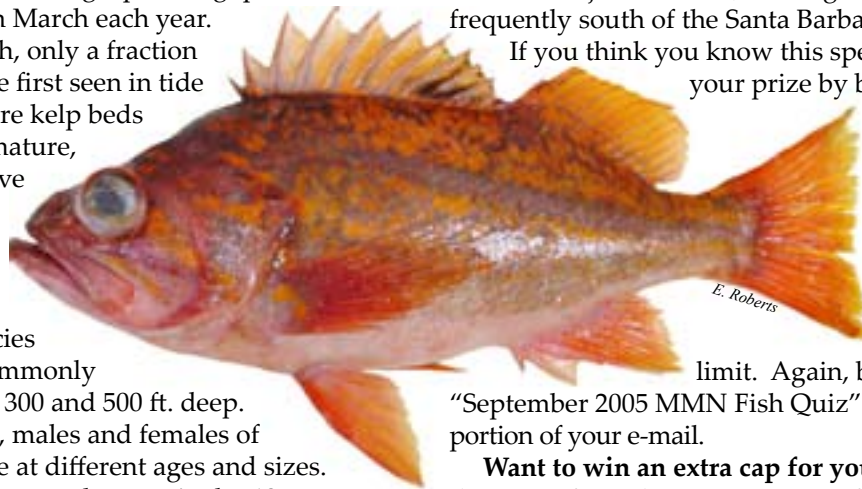 March each year.
h, only a fraction
e first seen in tide
re kelp beds
nature,
ve
cies
mmonly
300 and 500 ft. deep.
, males and females of
e at different ages and sizes.
frequently south of the Santa Barba
If you think you know this spe
your prize by b
E. Roberts
limit. Again, b
“September 2005 MMN Fish Quiz”
portion of your e-mail.
Want to win an extra cap for you